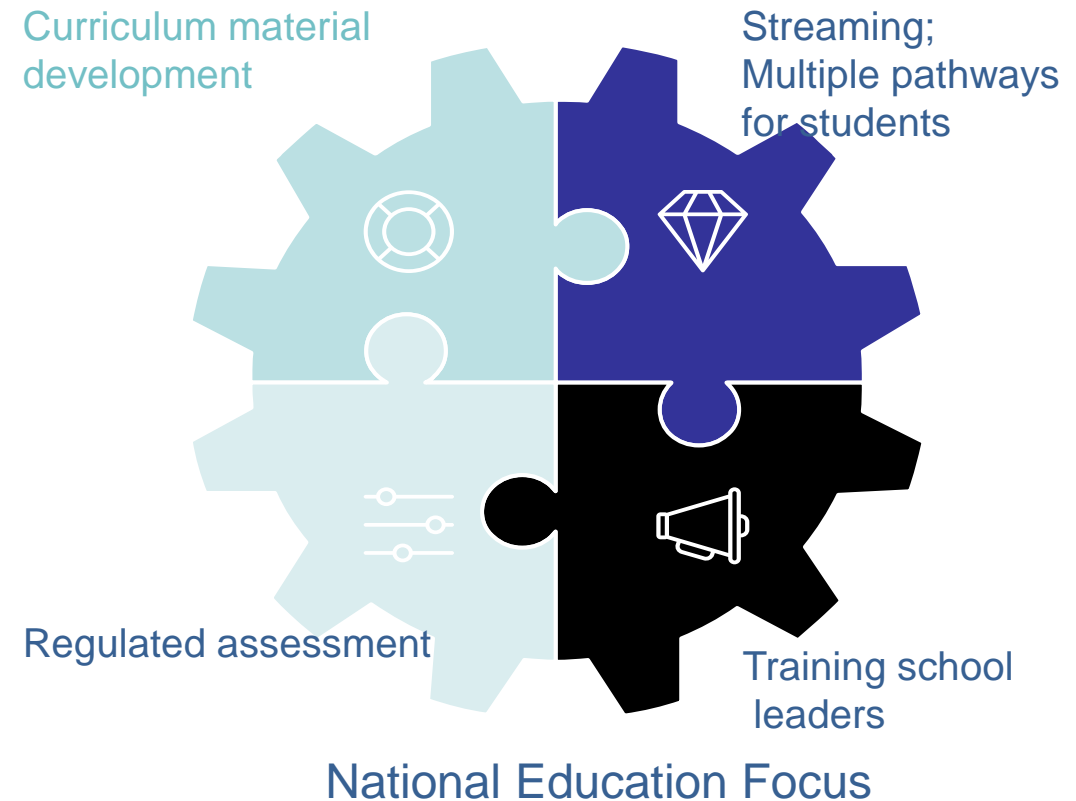 Curriculum material
development
Streaming;
Multiple pathways
for students
Regulated assessment
Training school
leaders
National Education Focus